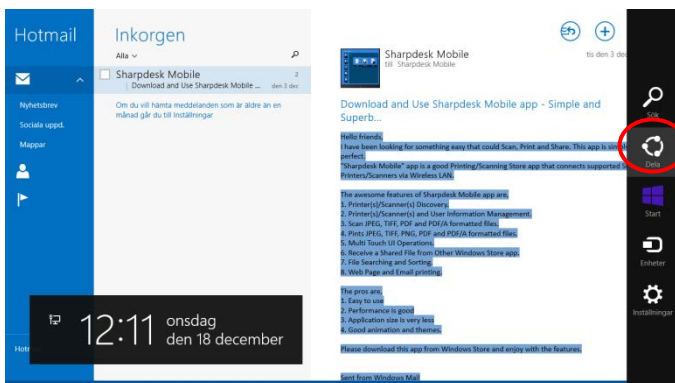 Hotmail
Nyhetsbrev
Sociala uppd.
Mappar
Inkorgen
Alla
Sharpdesk Mobile
2
Download and Use Sharpdesk Mobile ...
den 3 dec
Om du vill hämta meddelanden som är äldre än en
månad går du till Inställningar
Sharpdesk Mobile
till Sharpdesk Mobile
tis den 3 dec
Download and Use Sharpdesk Mobile app - Simple and
Superb...
Hello friends,
I have been looking for something easy that could Scan, Print and Share. This app is simply
perfect.
"Sharpdesk Mobile" app is a good Printing/Scanning Store app that connects supported
Printers/Scanners via Wireless LAN.
The awesome features of Sharpdesk Mobile app are,
1. Printer(s)/Scanner(s) Discovery.
2. Printer(s)/Scanner(s) and User Information Management.
3. Scan JPEG, TIFF, PDF and PDF/A formatted files.
4. Pints JPEG, TIFF, PNG, PDF and PDF/A formatted files.
5. Multi Touch UI Operations.
6. Receive a Shared File from Other Windows Store app.
7. File Searching and Sorting.
8. Web Page and Email printing.
The pros are,
1. Easy to use
2. Performance is good
3. Application size is very less
4. Good animation and themes.
Please download this app from Windows Store and enjoy with the features.
Sent from Windows Mail
Sök
Dela
Start
Enheter
Inställningar
12:11
onsdag
den 18 december